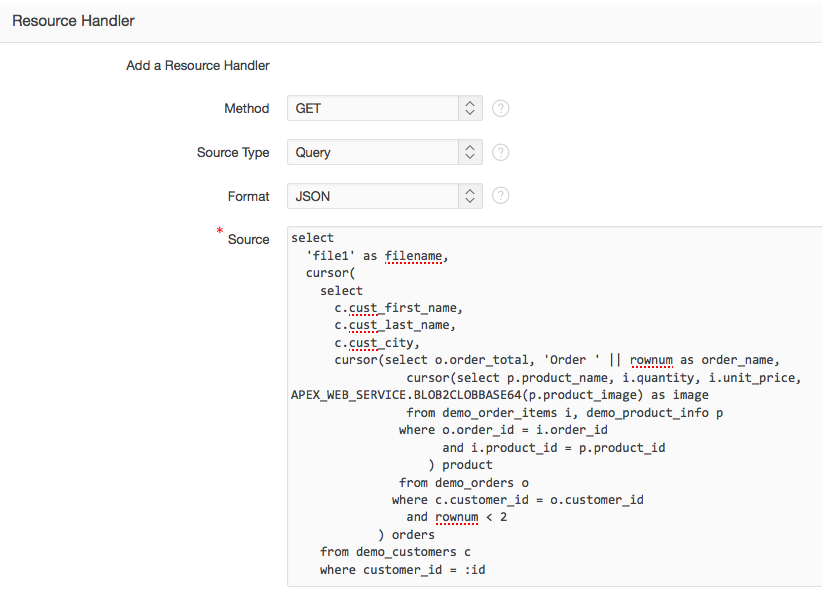 Resource Handler
Add a Resource Handler
Method GET ?
Source Type Query ?
Format JSON ?
* Source
select
  'file1' as filename,
  cursor(
    select
      c.cust_first_name,
      c.cust_last_name,
      c.cust_city,
      cursor(select o.order_total, 'Order ' || rownum as order_name,
                cursor(select p.product_name, i.quantity, i.unit_price,
APEX_WEB_SERVICE.BLOB2CLOBBASE64(p.product_image) as image
                from demo_order_items i, demo_product_info p
               where o.order_id = i.order_id
                     and i.product_id = p.product_id
                   ) product
               from demo_orders o
              where c.customer_id = o.customer_id
                and rownum < 2
            ) orders
    from demo_customers c
    where customer_id = :id